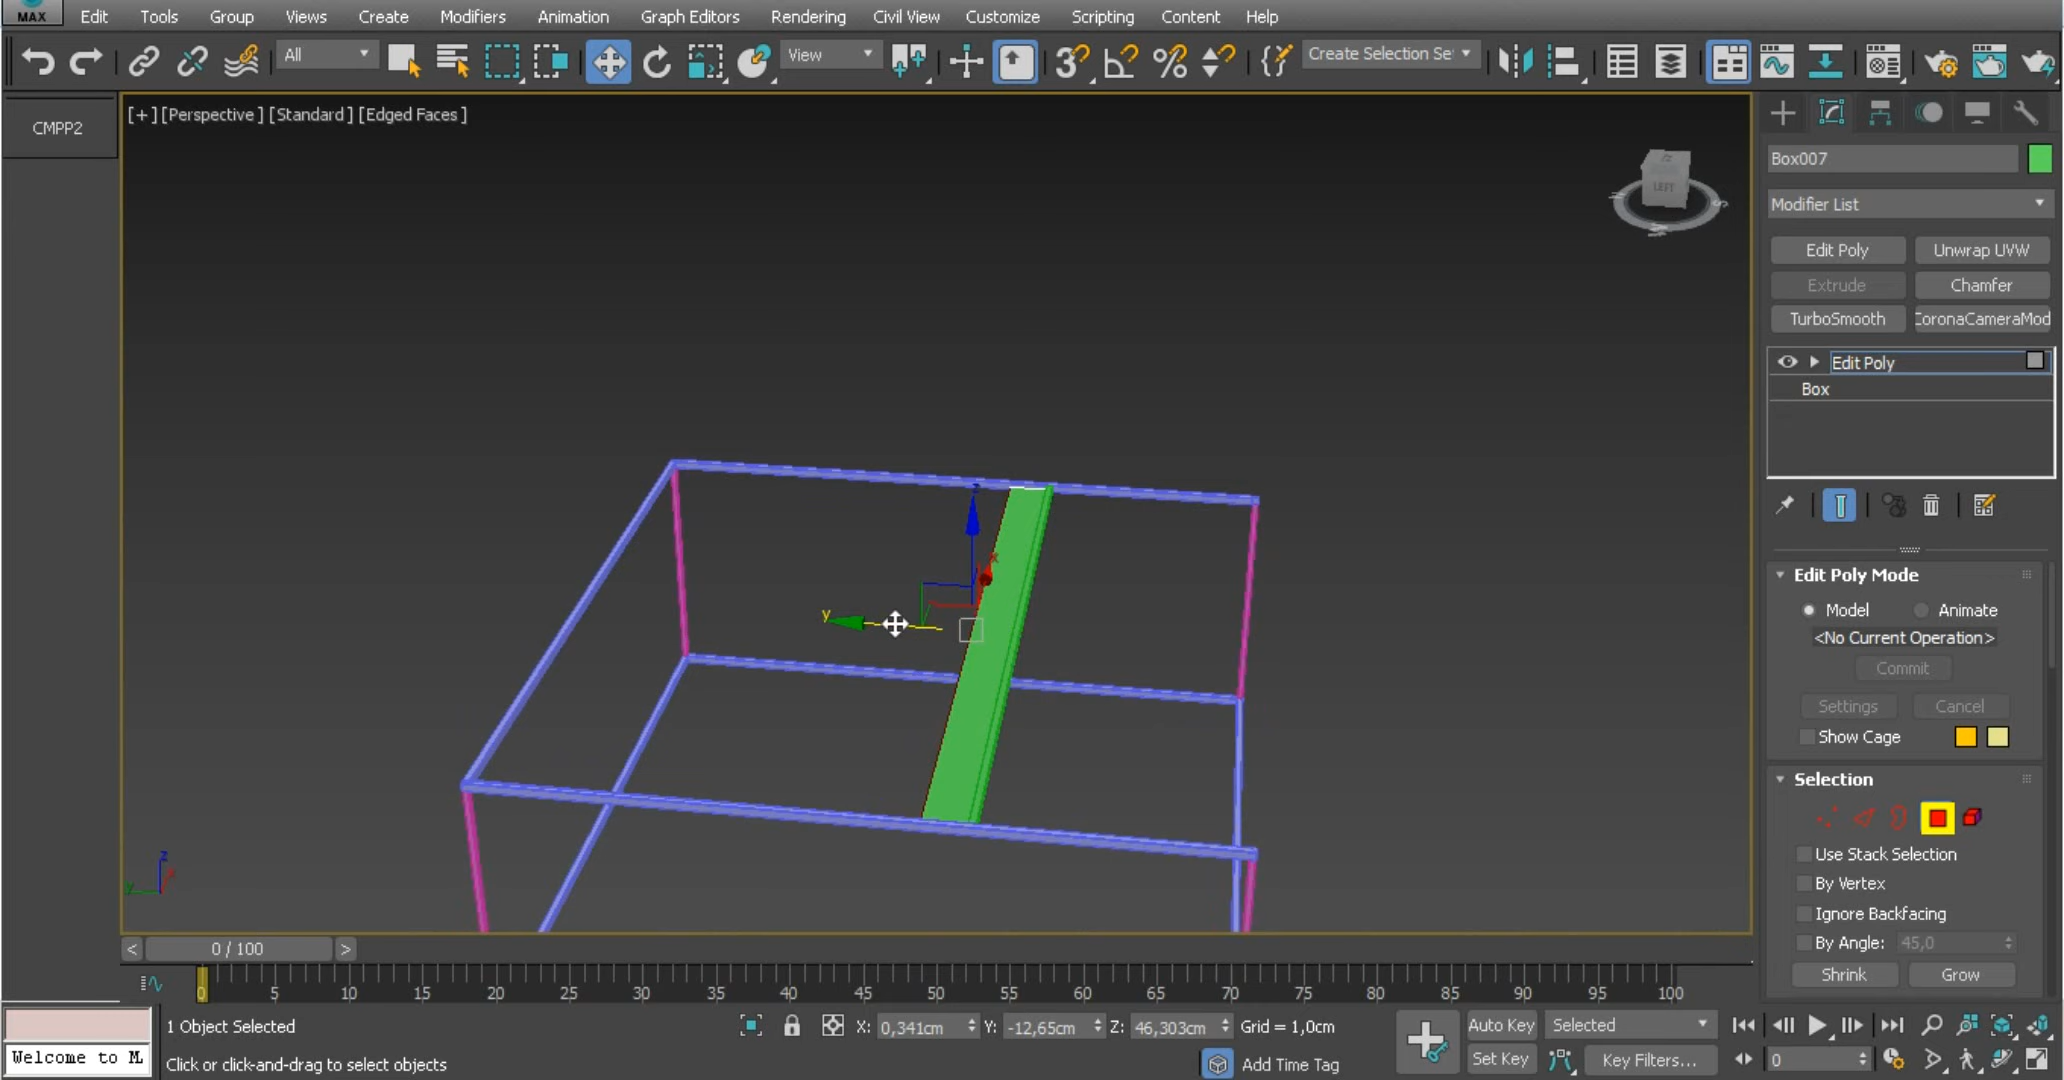 MAX Edit Tools Group Views Create Modifiers Animation Graph Editors Rendering Civil View Customize Scripting Content Help
All View 3 % Create Selection Se
CMPP2
[+] [Perspective] [Standard] [Edged Faces]
LEFT
Box007
Modifier List
Edit Poly Unwrap UVW
Extrude Chamfer
TurboSmooth CoronaCameraMod
Edit Poly
Box
z
x
y
Edit Poly Mode
Model Animate
<No Current Operation>
Commit
Settings Cancel
Show Cage
Selection
Use Stack Selection
By Vertex
Ignore Backfacing
By Angle: 45,0
Shrink Grow
z
y x
< 0 / 100 >
0 5 10 15 20 25 30 35 40 45 50 55 60 65 70 75 80 85 90 95 100
1 Object Selected X: 0,341cm Y: -12,65cm Z: 46,303cm Grid = 1,0cm Auto Key Selected
Welcome to M
Click or click-and-drag to select objects Add Time Tag Set Key Key Filters... 0